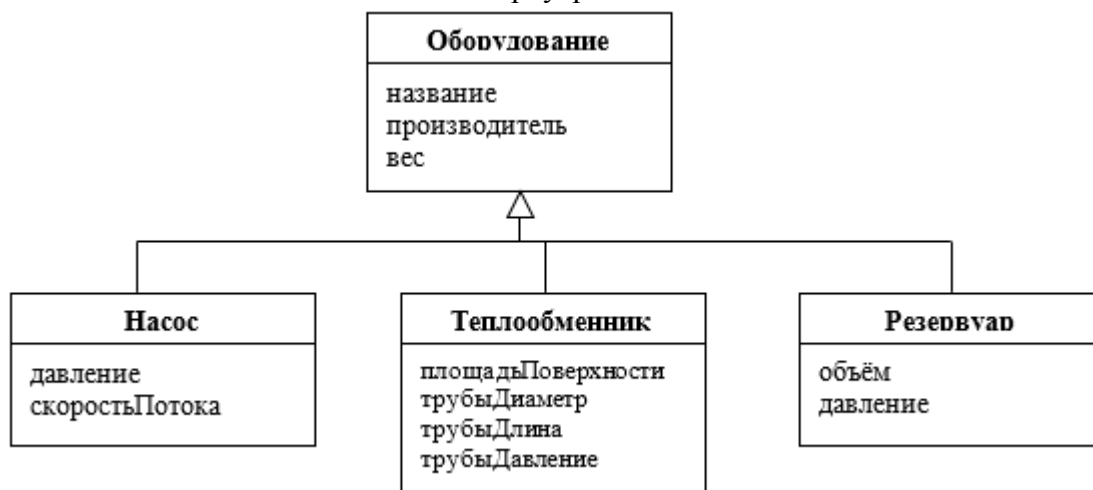 Оборудование
название
производитель
вес
Насос
давление
скоростьПотока
Теплообменник
площадьПоверхности
трубыДиаметр
трубыДлина
трубыДавление
Резервуар
объём
давление